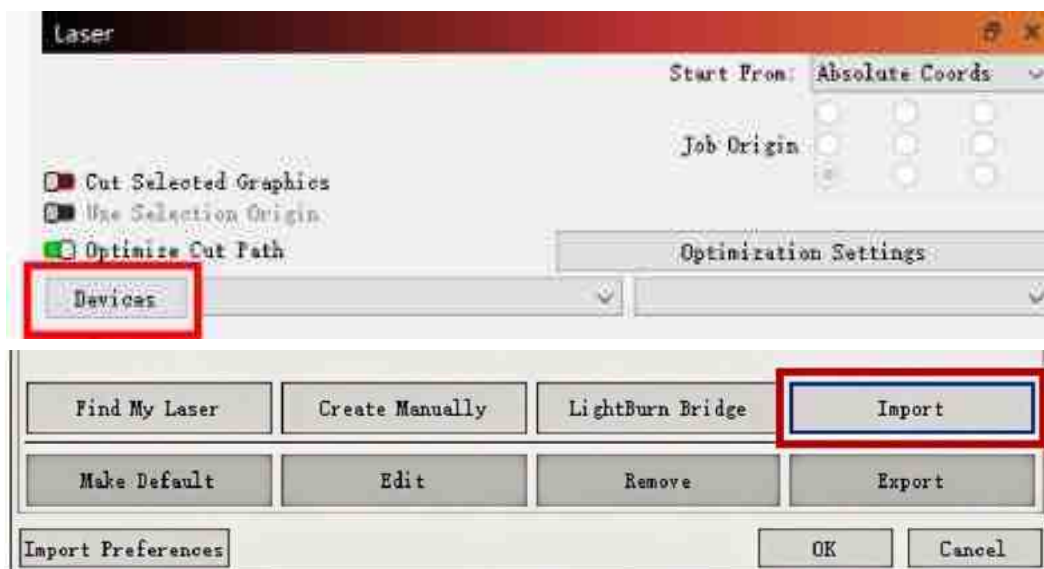 Laser
Start From: Absolute Coords
Job Origin
Cut Selected Graphics
Use Selection Origin
Optimize Cut Path
Optimization Settings
Devices
Find My Laser Create Manually LightBurn Bridge Import
Make Default Edit Remove Export
Import Preferences OK Cancel